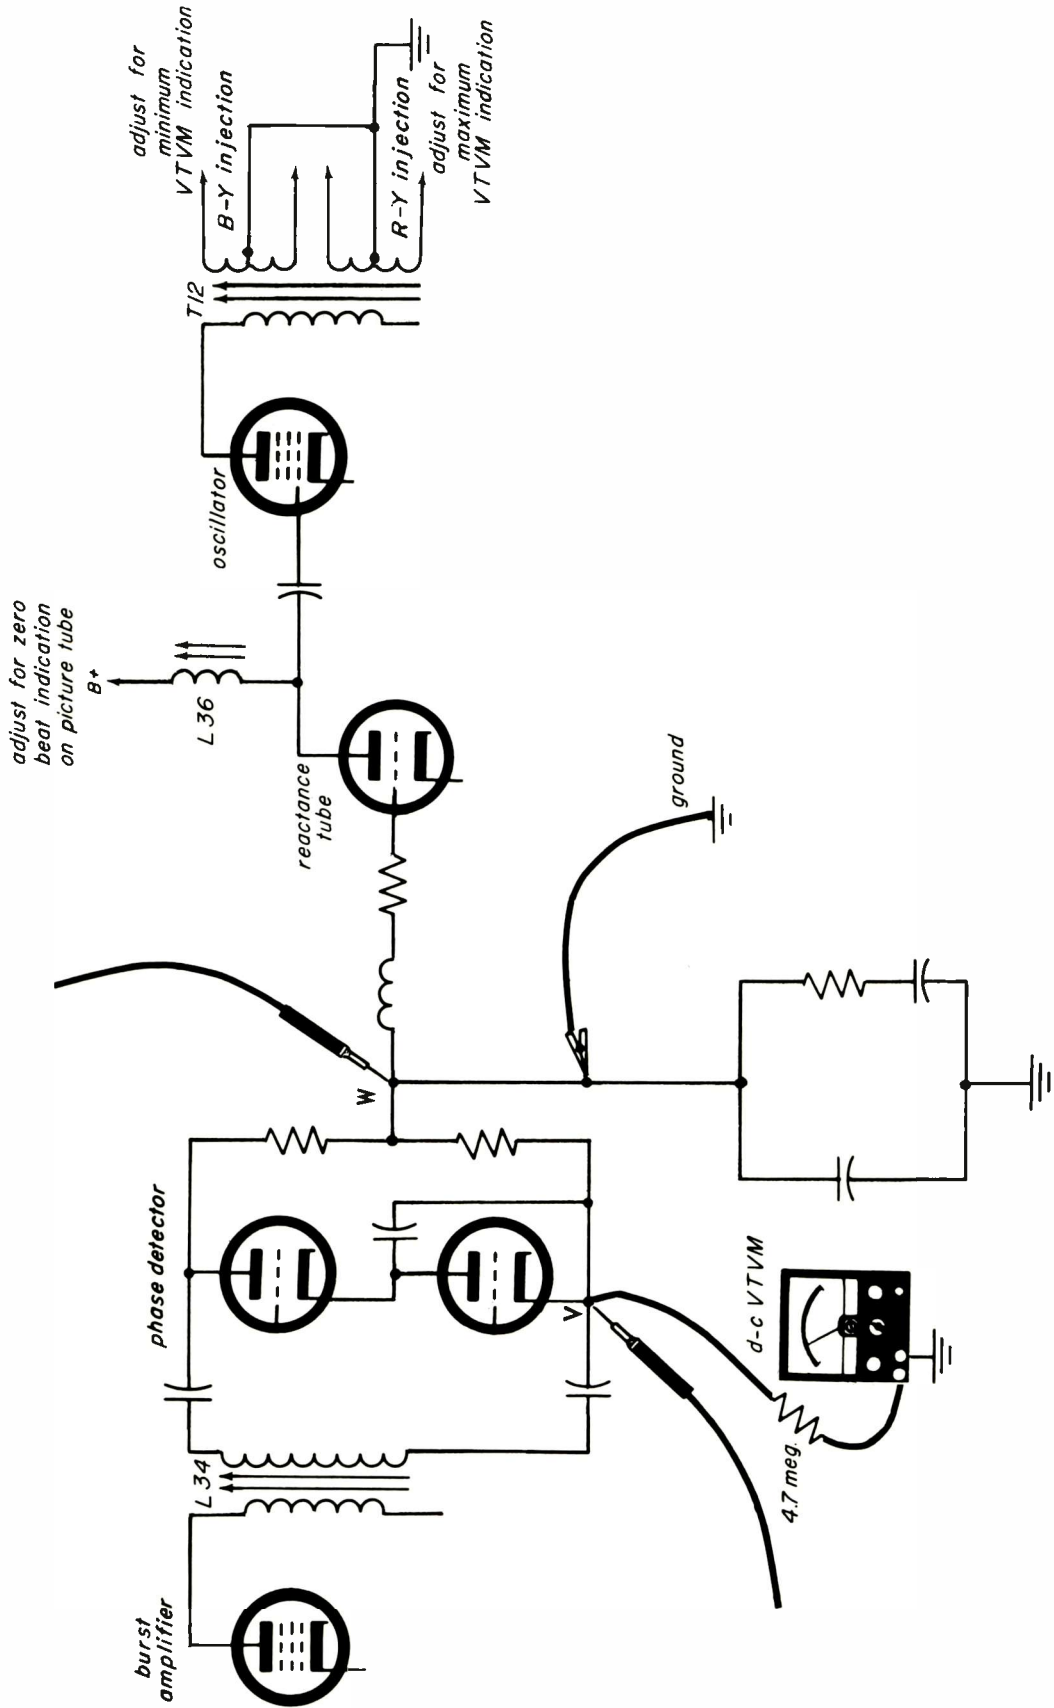 burst
amplifier
L34
phase detector
V
W
4.7 meg.
d-c VTVM
ground
reactance
tube
adjust for zero
beat indication
on picture tube
B+
L36
oscillator
T12
adjust for
minimum
VTVM indication
B-Y injection
R-Y injection
adjust for
maximum
VTVM indication